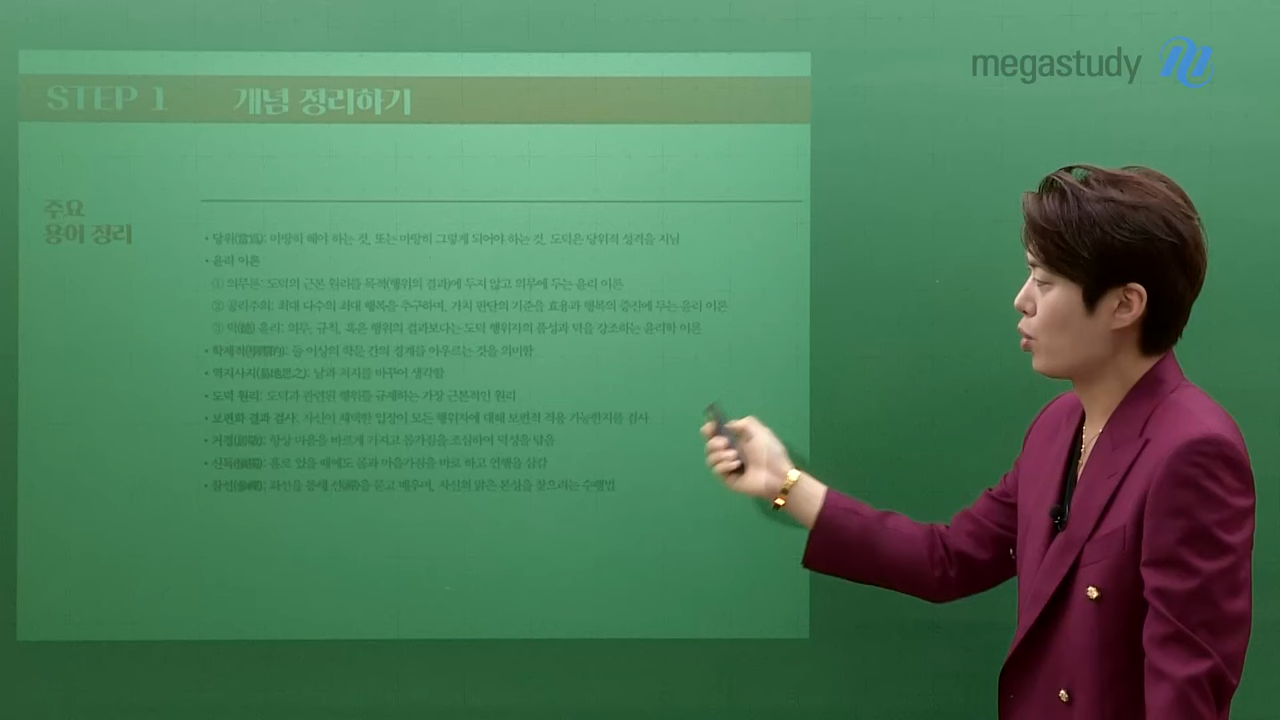 megastudy
STEP 1 개념 정리하기
주요
용어 정리
• 당위(當爲): 마땅히 해야 하는 것, 또는 마땅히 그렇게 되어야 하는 것, 도덕은 당위적 성격을 지님
• 윤리 이론
① 의무론: 도덕의 근본 원리를 목적(행위의 결과)에 두지 않고 의무에 두는 윤리 이론
② 공리주의: 최대 다수의 최대 행복을 추구하며, 가치 판단의 기준을 효용과 행복의 증진에 두는 윤리 이론
③ 덕(德) 윤리: 의무, 규칙, 혹은 행위의 결과보다는 도덕 행위자의 품성과 덕을 강조하는 윤리학 이론
• 학제적: 둘 이상의 학문 간의 경계를 아우르는 것을 의미함
• 역지사지(易地思之): 남과 처지를 바꾸어 생각함
• 도덕 원리: 도덕과 관련된 행위를 규제하는 가장 근본적인 원리
• 보편화 결과 검사: 자신이 채택한 입장이 모든 행위자에 대해 보편적 적용 가능한지를 검사
• 거경: 항상 마음을 바르게 가지고 몸가짐을 조심하여 덕성을 닦음
• 신독: 홀로 있을 때에도 몸과 마음가짐을 바로 하고 언행을 삼감
• 참선: 좌선을 통해 묻고 배우며, 자신의 맑은 본성을 찾으려는 수행법